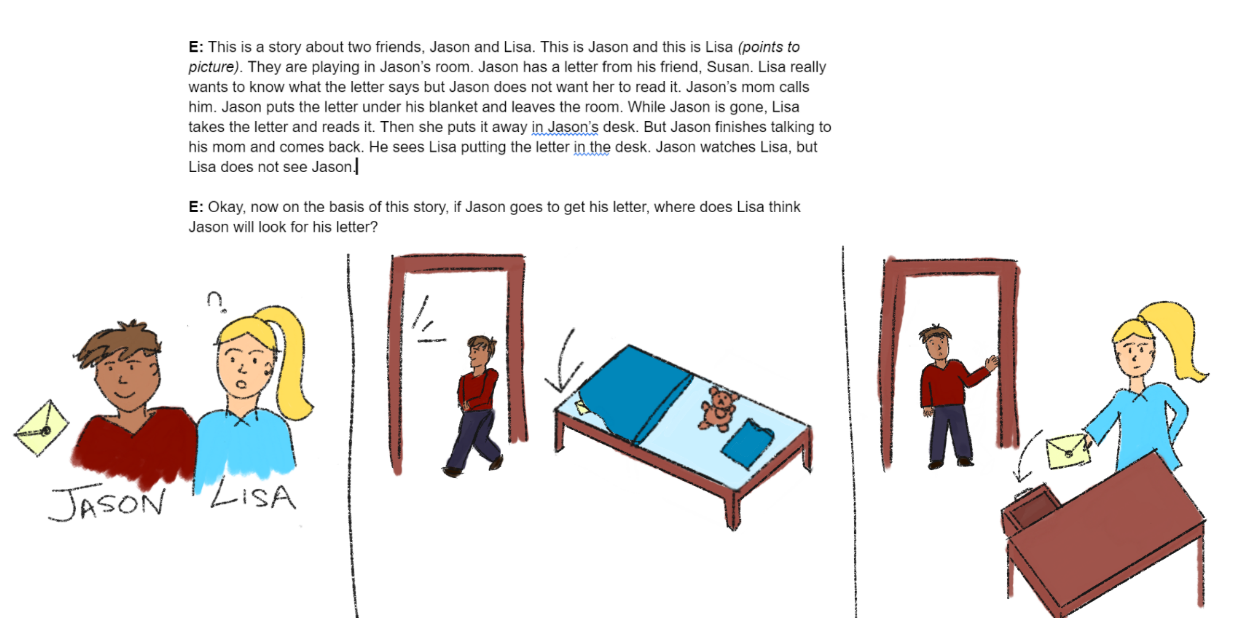 E: This is a story about two friends, Jason and Lisa. This is Jason and this is Lisa (points to
picture). They are playing in Jason’s room. Jason has a letter from his friend, Susan. Lisa really
wants to know what the letter says but Jason does not want her to read it. Jason’s mom calls
him. Jason puts the letter under his blanket and leaves the room. While Jason is gone, Lisa
takes the letter and reads it. Then she puts it away in Jason’s desk. But Jason finishes talking to
his mom and comes back. He sees Lisa putting the letter in the desk. Jason watches Lisa, but
Lisa does not see Jason.
E: Okay, now on the basis of this story, if Jason goes to get his letter, where does Lisa think
Jason will look for his letter?
?
JASON LISA